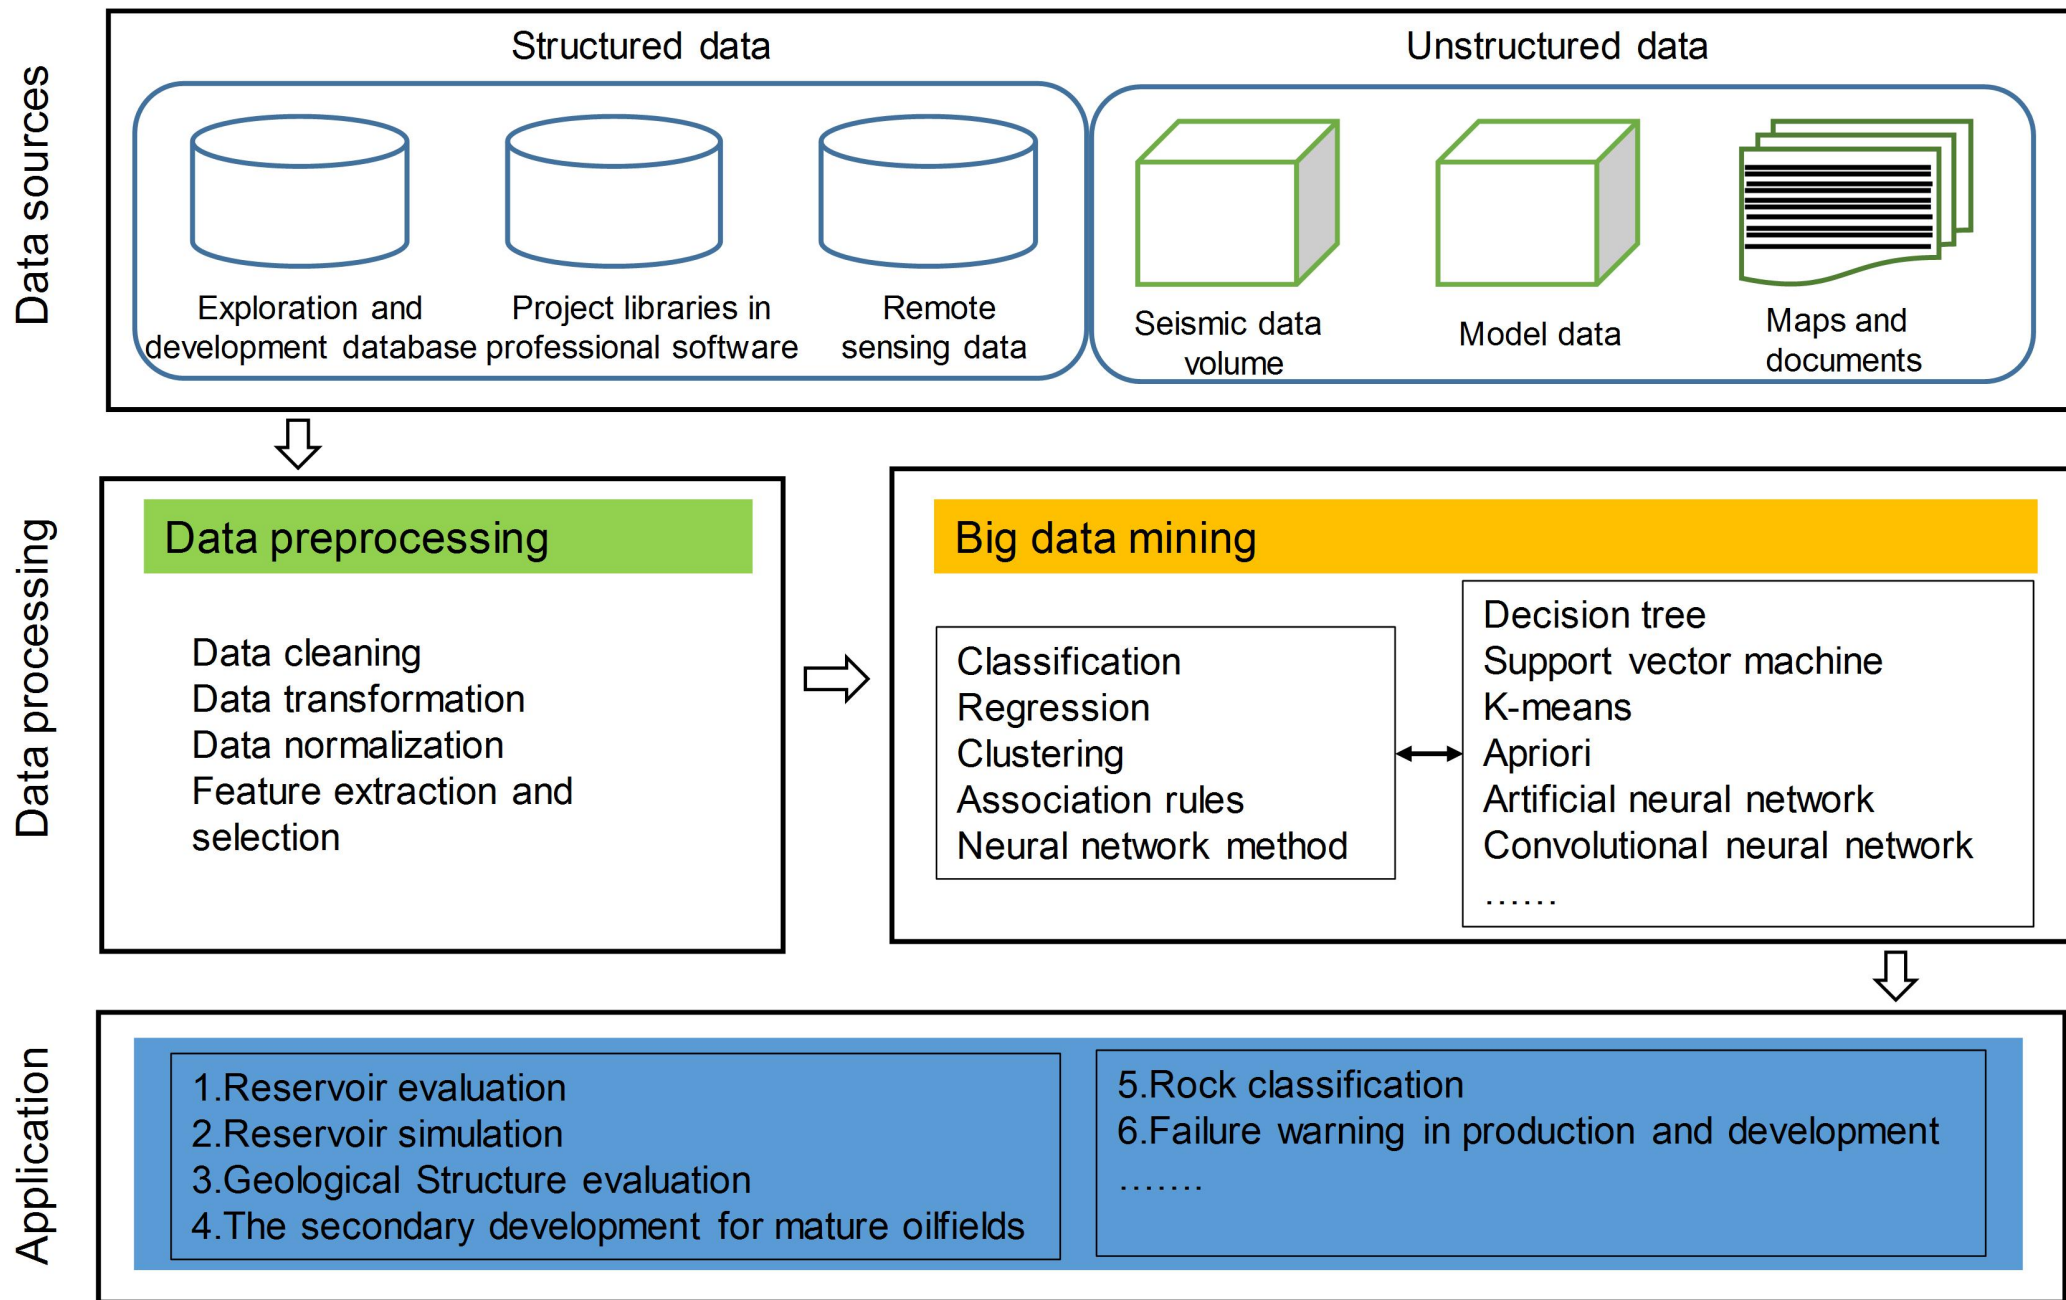 Data sources
Structured data
Unstructured data
Exploration and
development database
Project libraries in
professional software
Remote
sensing data
Seismic data
volume
Model data
Maps and
documents
Data processing
Data preprocessing
Data cleaning
Data transformation
Data normalization
Feature extraction and
selection
Big data mining
Classification
Regression
Clustering
Association rules
Neural network method
Decision tree
Support vector machine
K-means
Apriori
Artificial neural network
Convolutional neural network
......
Application
1.Reservoir evaluation
2.Reservoir simulation
3.Geological Structure evaluation
4.The secondary development for mature oilfields
5.Rock classification
6.Failure warning in production and development
.......